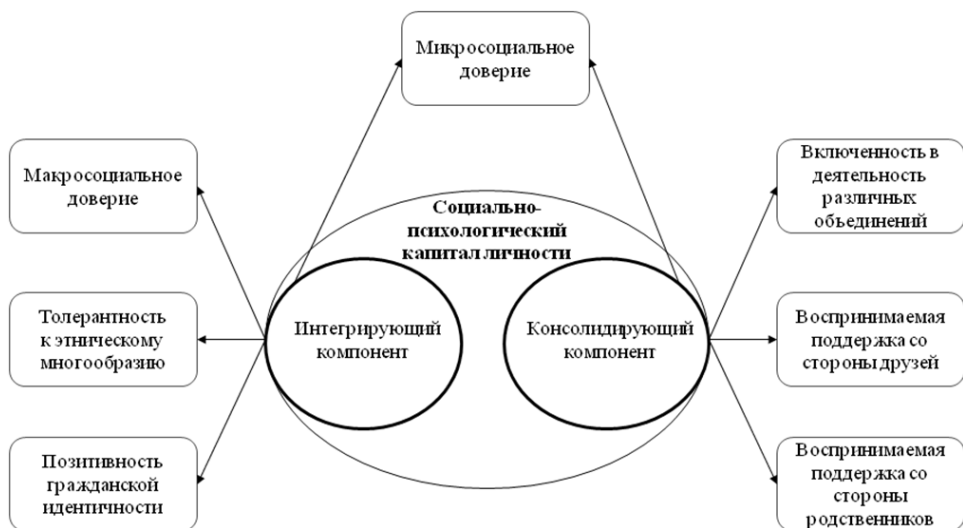 Микросоциальное
доверие
Макросоциальное
доверие
Включенность в
деятельность
различных
объединений
Социально-
психологический
капитал личности
Толерантность
к этническому
многообразию
Интегрирующий
компонент
Консолидирующий
компонент
Воспринимаемая
поддержка со
стороны друзей
Позитивность
гражданской
идентичности
Воспринимаемая
поддержка со
стороны
родственников